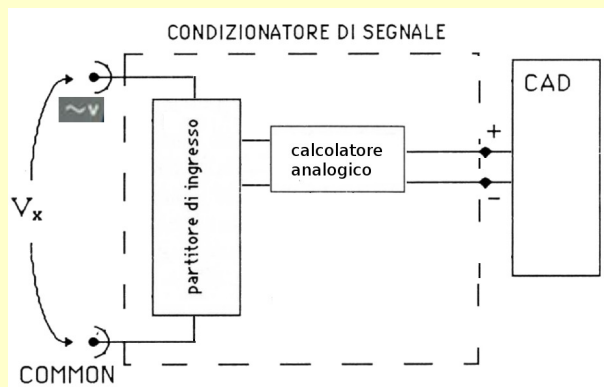 CONDIZIONATORE DI SEGNALE
CAD
~v
partitore di ingresso
calcolatore
analogico
+
−
Vx
COMMON